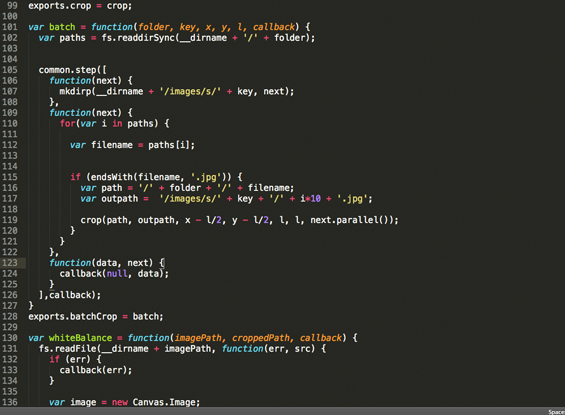 99 exports.crop = crop;
100
101 var batch = function(folder, key, x, y, l, callback) {
102 var paths = fs.readdirSync(__dirname + '/' + folder);
103
104
105 common.step([
106 function(next) {
107 mkdirp(__dirname + '/images/s/' + key, next);
108 },
109 function(next) {
110 for(var i in paths) {
111
112 var filename = paths[i];
113
114
115 if (endsWith(filename, '.jpg')) {
116 var path = '/' + folder + '/' + filename;
117 var outpath = '/images/s/' + key + '/' + i*10 + '.jpg';
118
119 crop(path, outpath, x - l/2, y - l/2, l, l, next.parallel());
120 }
121 }
122 },
123 function(data, next) {
124 callback(null, data);
125 }
126 ],callback);
127 }
128 exports.batchCrop = batch;
129
130 var whiteBalance = function(imagePath, croppedPath, callback) {
131 fs.readFile(__dirname + imagePath, function(err, src) {
132 if (err) {
133 callback(err);
134 }
135
136 var image = new Canvas.Image;
Space